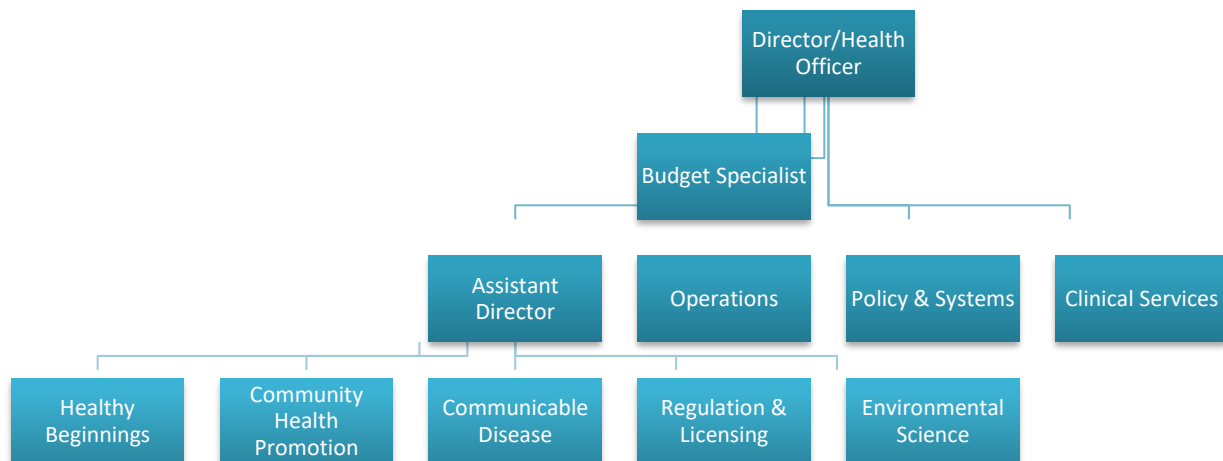 Director/Health
Officer
Budget Specialist
Assistant
Director
Operations
Policy & Systems
Clinical Services
Healthy
Beginnings
Community
Health
Promotion
Communicable
Disease
Regulation &
Licensing
Environmental
Science